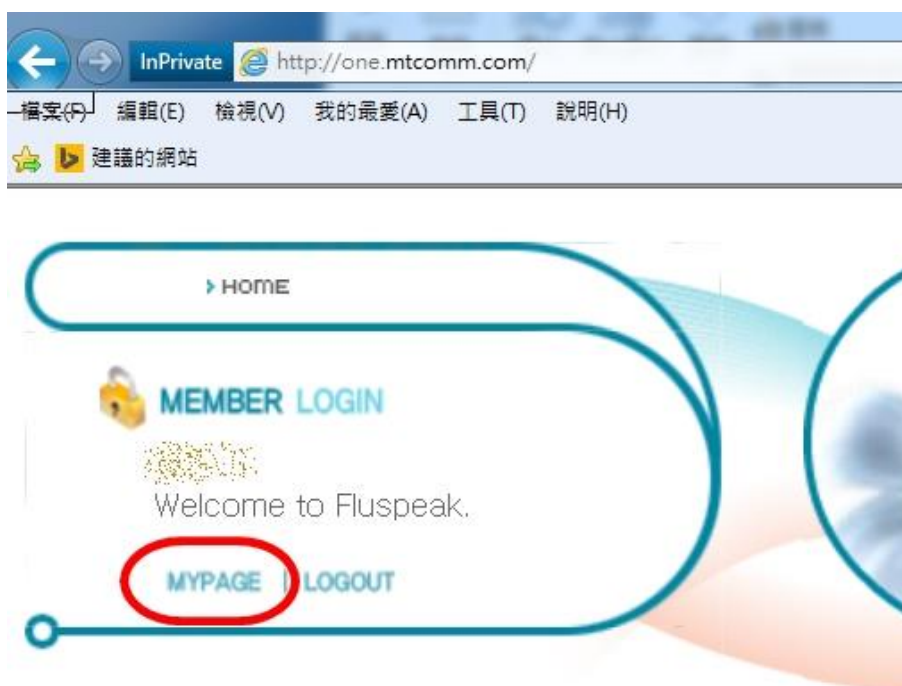 InPrivate http://one.mtcomm.com/
檔案(F) 編輯(E) 檢視(V) 我的最愛(A) 工具(T) 說明(H)
建議的網站
HOME
MEMBER LOGIN
Welcome to Fluspeak.
MYPAGE | LOGOUT